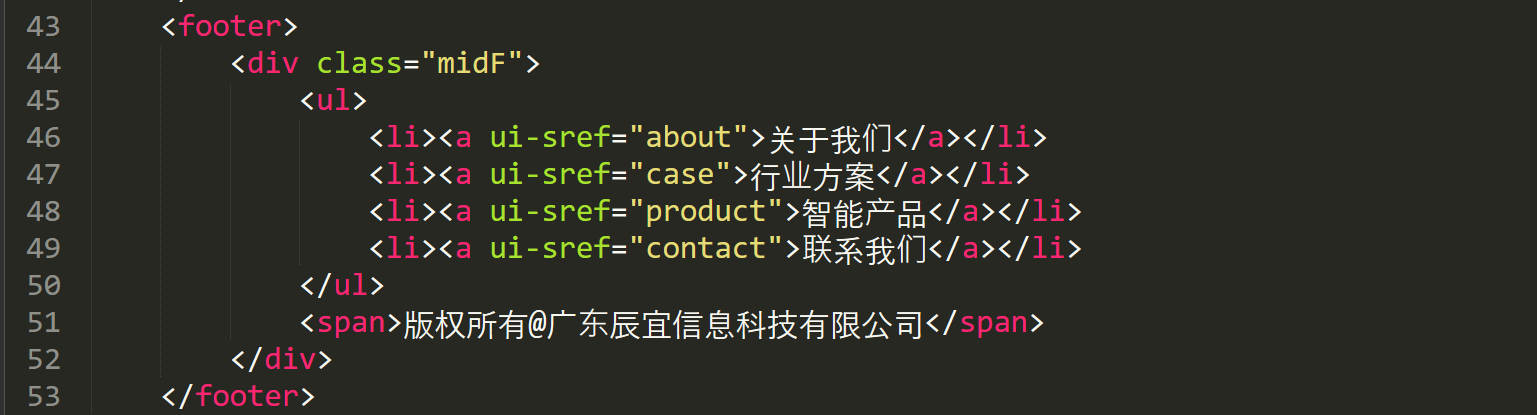 43 <footer>
44 <div class="midF">
45 <ul>
46 <li><a ui-sref="about">关于我们</a></li>
47 <li><a ui-sref="case">行业方案</a></li>
48 <li><a ui-sref="product">智能产品</a></li>
49 <li><a ui-sref="contact">联系我们</a></li>
50 </ul>
51 <span>版权所有@广东辰宜信息科技有限公司</span>
52 </div>
53 </footer>